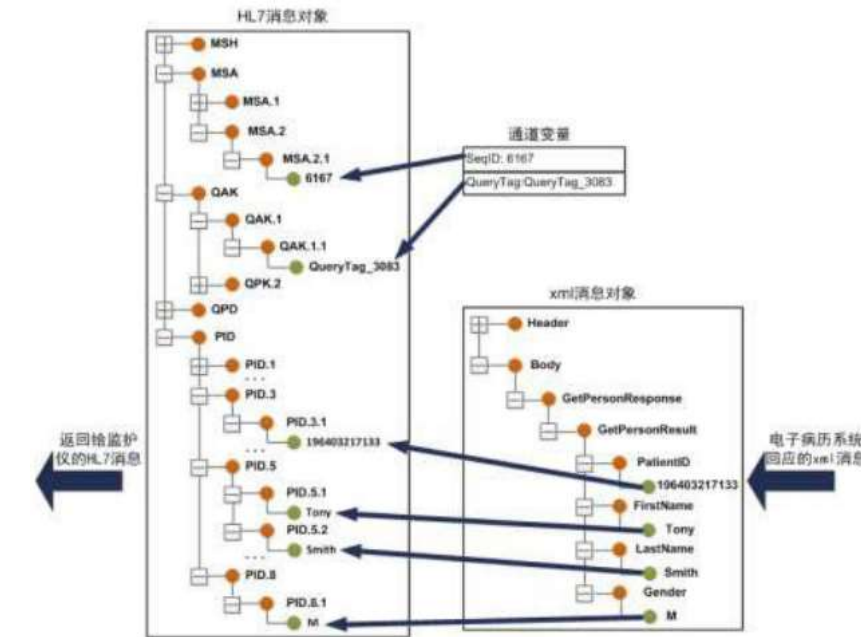 HL7消息对象
MSH
MSA
MSA.1
MSA.2
MSA.2.1
6167
QAK
QAK.1
QAK.1.1
QueryTag_3083
QPK.2
QPD
PID
PID.1
...
PID.3
PID.3.1
196403217133
...
PID.5
PID.5.1
Tony
PID.5.2
Smith
...
PID.8
PID.8.1
M
通道变量
SeqID: 6167
QueryTag:QueryTag_3083
xml消息对象
Header
Body
GetPersonResponse
GetPersonResult
PatientID
196403217133
FirstName
Tony
LastName
Smith
Gender
M
返回给监护
仪的HL7消息
电子病历系统
回应的xml消息